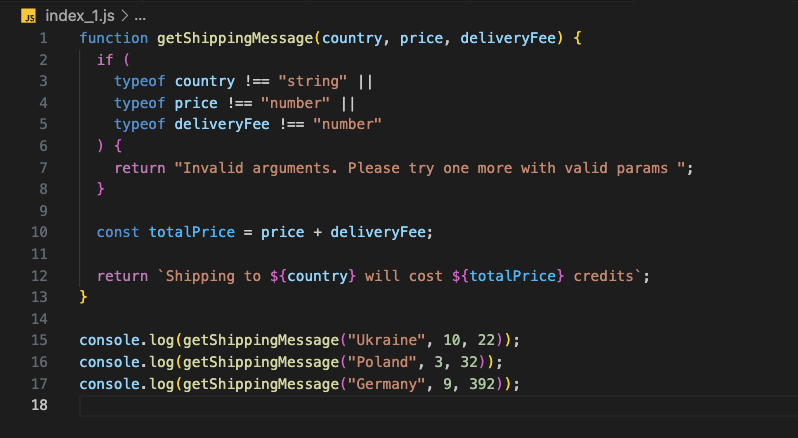 JS index_1.js > ...
1 function getShippingMessage(country, price, deliveryFee) {
2   if (
3     typeof country !== "string" ||
4     typeof price !== "number" ||
5     typeof deliveryFee !== "number"
6   ) {
7     return "Invalid arguments. Please try one more with valid params ";
8   }
9
10   const totalPrice = price + deliveryFee;
11
12   return `Shipping to ${country} will cost ${totalPrice} credits`;
13 }
14
15 console.log(getShippingMessage("Ukraine", 10, 22));
16 console.log(getShippingMessage("Poland", 3, 32));
17 console.log(getShippingMessage("Germany", 9, 392));
18